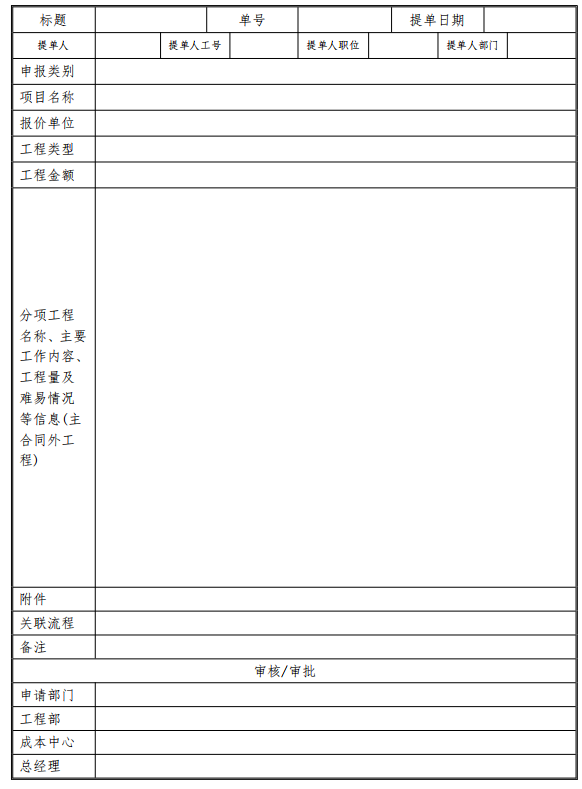 标题 单号 提单日期
提单人 提单人工号 提单人职位 提单人部门
申报类别
项目名称
报价单位
工程类型
工程金额
分项工程
名称、主要
工作内容、
工程量及
难易情况
等信息(主
合同外工
程)
附件
关联流程
备注
审核/审批
申请部门
工程部
成本中心
总经理